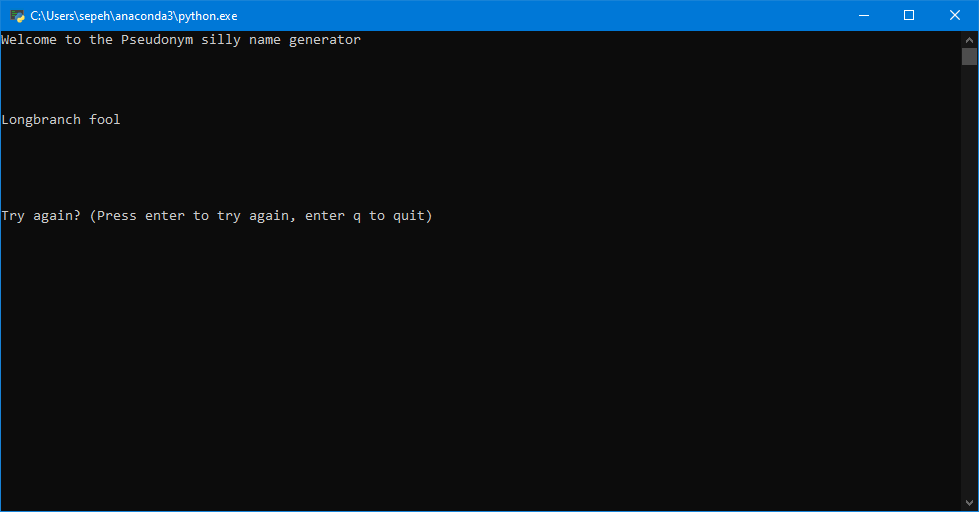 C:\Users\sepeh\anaconda3\python.exe
Welcome to the Pseudonym silly name generator
Longbranch fool
Try again? (Press enter to try again, enter q to quit)